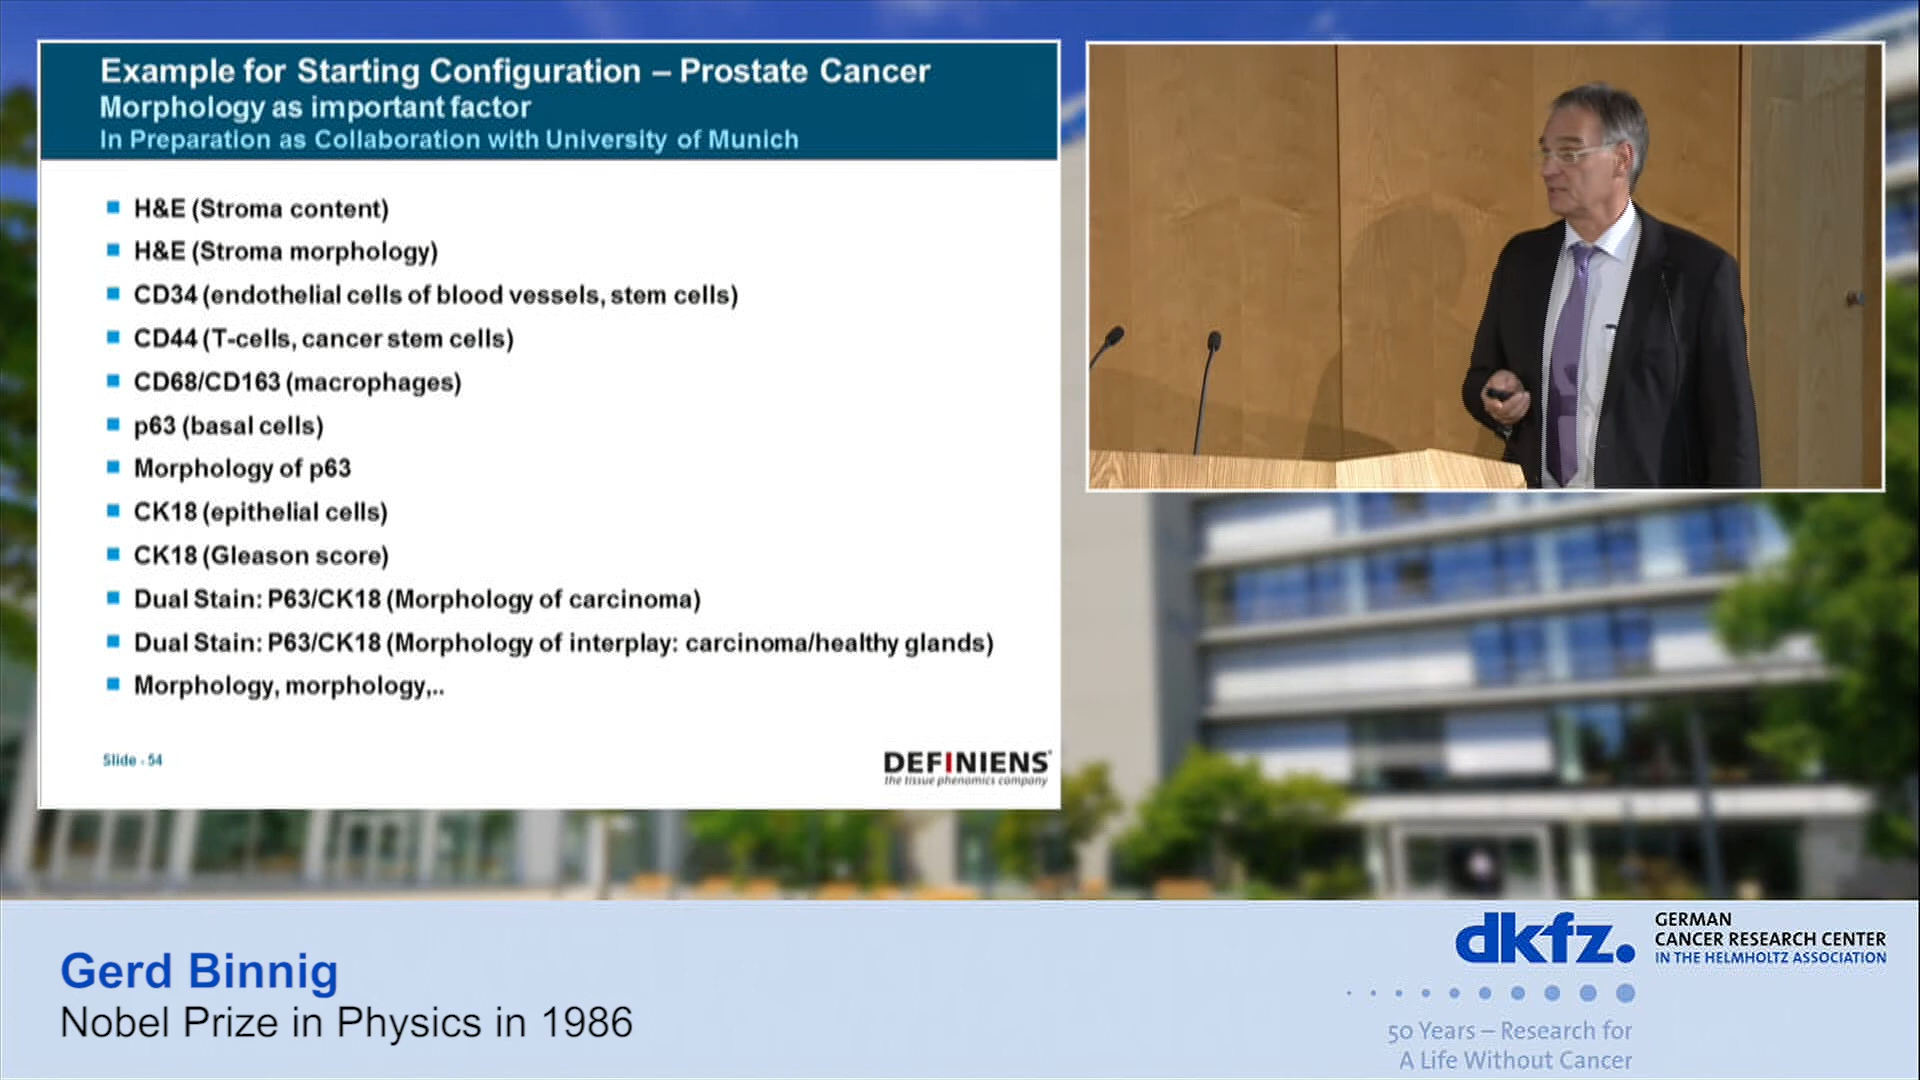 Example for Starting Configuration – Prostate Cancer
Morphology as important factor
In Preparation as Collaboration with University of Munich
H&E (Stroma content)
H&E (Stroma morphology)
CD34 (endothelial cells of blood vessels, stem cells)
CD44 (T-cells, cancer stem cells)
CD68/CD163 (macrophages)
p63 (basal cells)
Morphology of p63
CK18 (epithelial cells)
CK18 (Gleason score)
Dual Stain: P63/CK18 (Morphology of carcinoma)
Dual Stain: P63/CK18 (Morphology of interplay: carcinoma/healthy glands)
Morphology, morphology,..
Slide - 54
DEFINIENS
the tissue phenomics company
Gerd Binnig
Nobel Prize in Physics in 1986
dkfz.
GERMAN
CANCER RESEARCH CENTER
IN THE HELMHOLTZ ASSOCIATION
50 Years – Research for
A Life Without Cancer